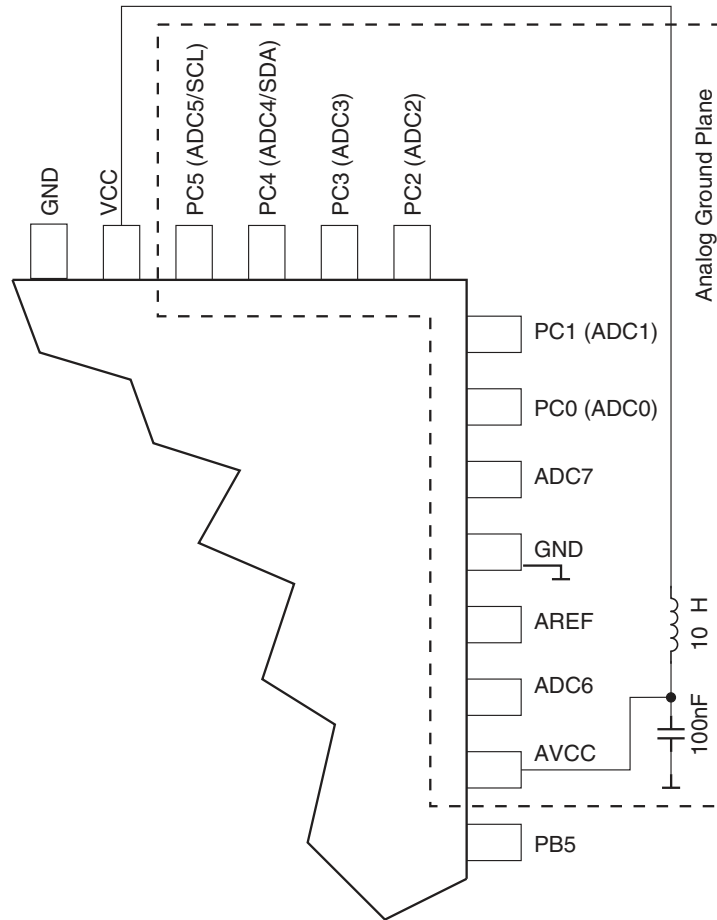 GND
VCC
PC5 (ADC5/SCL)
PC4 (ADC4/SDA)
PC3 (ADC3)
PC2 (ADC2)
Analog Ground Plane
PC1 (ADC1)
PC0 (ADC0)
ADC7
GND
AREF
ADC6
AVCC
PB5
10 H
100nF